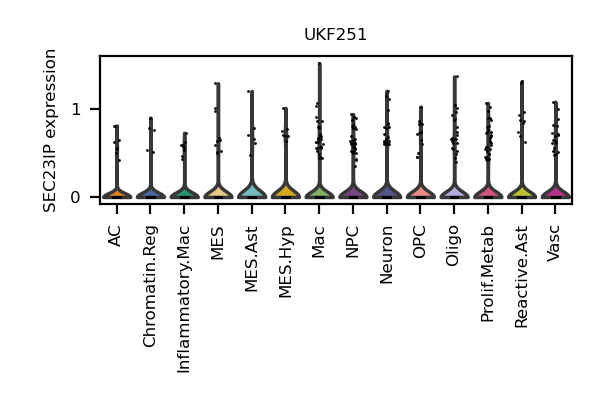 UKF251
SEC23IP expression
1
0
AC
Chromatin.Reg
Inflammatory.Mac
MES
MES.Ast
MES.Hyp
Mac
NPC
Neuron
OPC
Oligo
Prolif.Metab
Reactive.Ast
Vasc